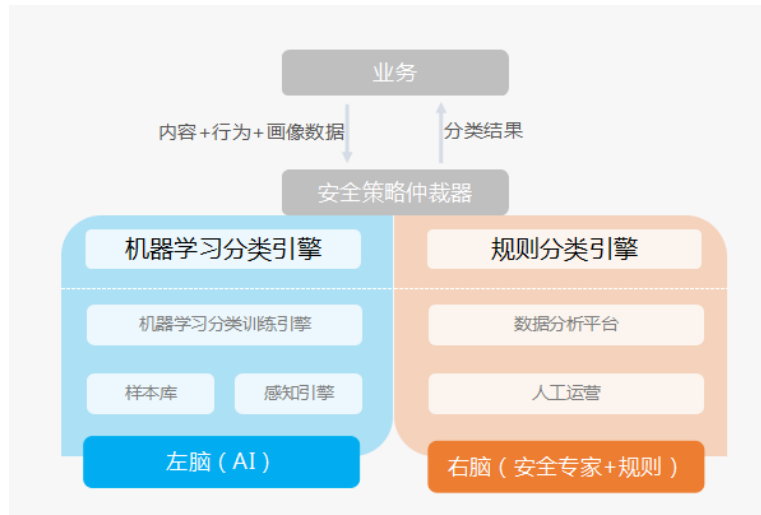 业务
内容+行为+画像数据
分类结果
安全策略仲裁器
机器学习分类引擎
规则分类引擎
机器学习分类训练引擎
数据分析平台
样本库
感知引擎
人工运营
左脑（AI）
右脑（安全专家+规则）